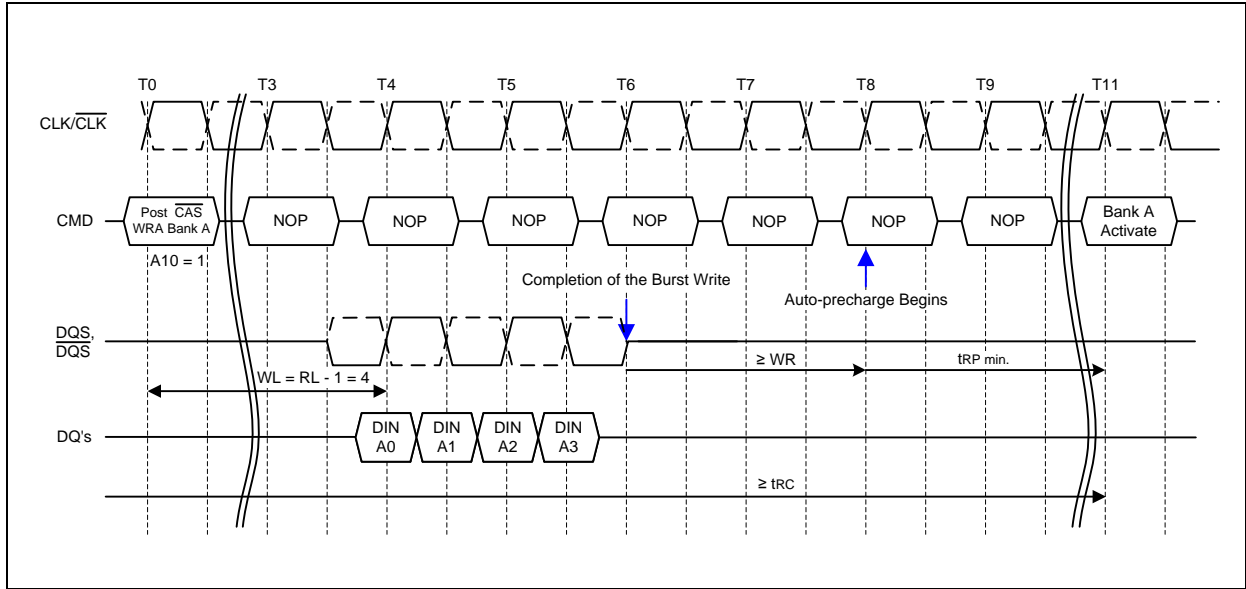 T0 T3 T4 T5 T6 T7 T8 T9 T11
CLK/CLK
CMD
Post CAS
WRA Bank A
NOP NOP NOP NOP NOP NOP NOP
Bank A
Activate
A10 = 1
Completion of the Burst Write
Auto-precharge Begins
DQS,
DQS
≥ WR
tRP min.
WL = RL - 1 = 4
DQ's
DIN
A0
DIN
A1
DIN
A2
DIN
A3
≥ tRC